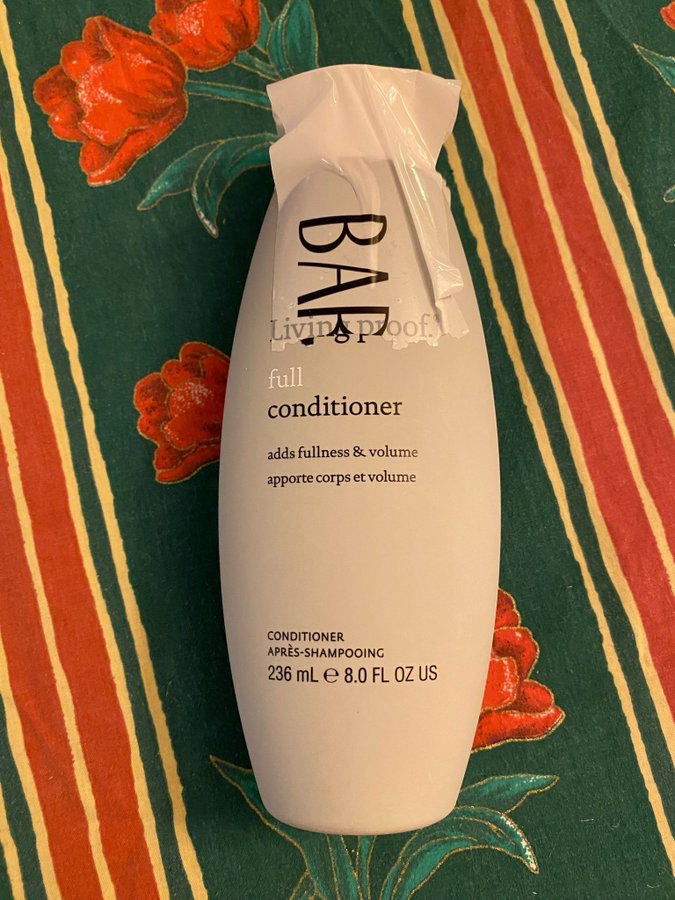 BAR.
Living proof.®
full
conditioner
adds fullness & volume
apporte corps et volume
CONDITIONER
APRÈS-SHAMPOOING
236 mL ℮ 8.0 FL OZ US